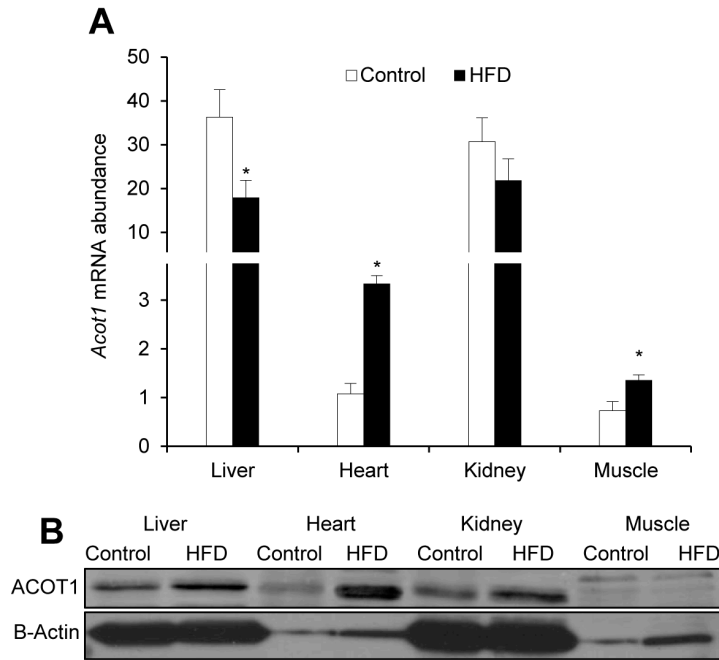 A
50
40
30
20
10
3
2
1
0
Acot1 mRNA abundance
Control HFD
*
*
*
Liver Heart Kidney Muscle
B
Liver Heart Kidney Muscle
Control HFD Control HFD Control HFD Control HFD
ACOT1
B-Actin